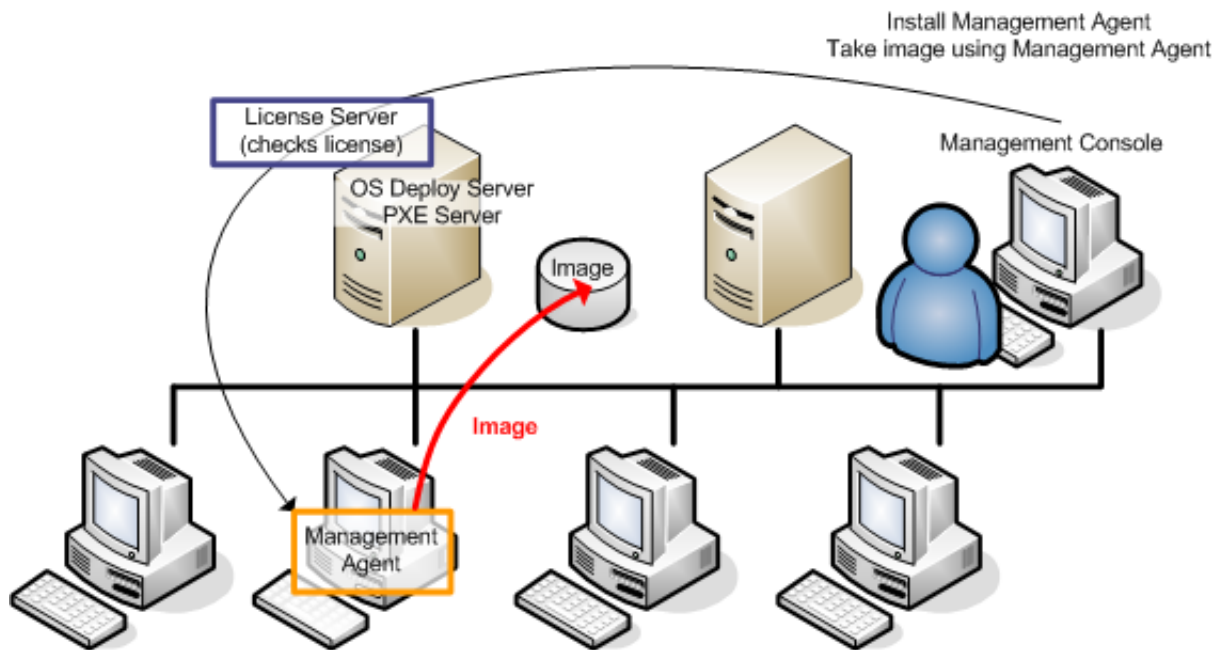 Install Management Agent
Take image using Management Agent
License Server
(checks license)
Management Console
OS Deploy Server
PXE Server
Image
Image
Management
Agent